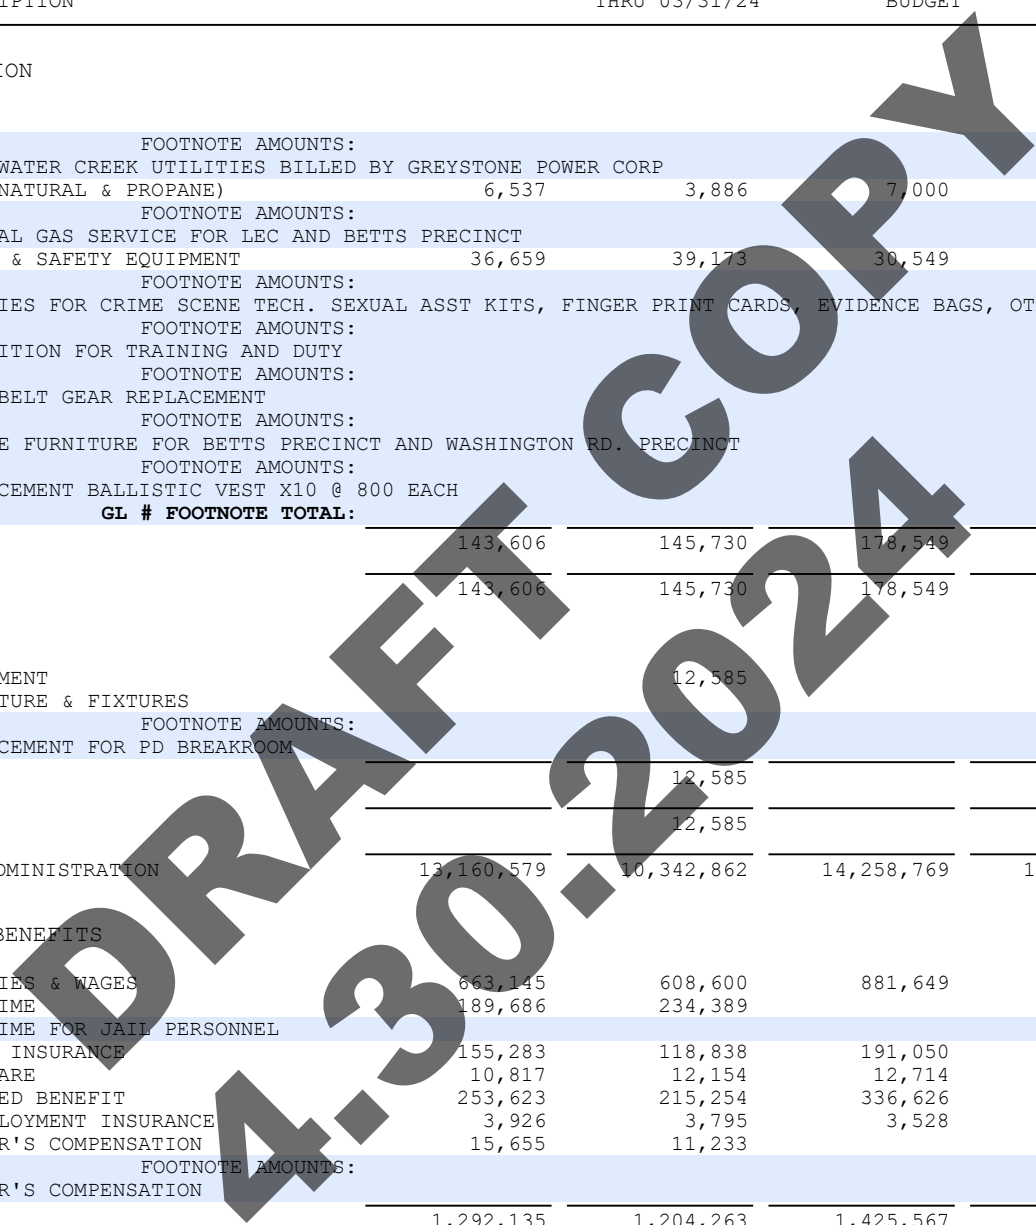 THRU 03/31/24 BUDGET
FOOTNOTE AMOUNTS:
WATER CREEK UTILITIES BILLED BY GREYSTONE POWER CORP
NATURAL & PROPANE) 6,537 3,886 7,000
FOOTNOTE AMOUNTS:
AL GAS SERVICE FOR LEC AND BETTS PRECINCT
& SAFETY EQUIPMENT 36,659 39,173 30,549
FOOTNOTE AMOUNTS:
IES FOR CRIME SCENE TECH. SEXUAL ASST KITS, FINGER PRINT CARDS, EVIDENCE BAGS, OT
FOOTNOTE AMOUNTS:
ITION FOR TRAINING AND DUTY
FOOTNOTE AMOUNTS:
BELT GEAR REPLACEMENT
FOOTNOTE AMOUNTS:
E FURNITURE FOR BETTS PRECINCT AND WASHINGTON RD. PRECINCT
FOOTNOTE AMOUNTS:
CEMENT BALLISTIC VEST X10 @ 800 EACH
GL # FOOTNOTE TOTAL:
143,606 145,730 178,549
143,606 145,730 178,549
MENT 12,585
TURE & FIXTURES
FOOTNOTE AMOUNTS:
CEMENT FOR PD BREAKROOM
12,585
12,585
DMINISTRATION 13,160,579 10,342,862 14,258,769 1
BENEFITS
IES & WAGES 663,145 608,600 881,649
IME 189,686 234,389
IME FOR JAIL PERSONNEL
INSURANCE 155,283 118,838 191,050
ARE 10,817 12,154 12,714
ED BENEFIT 253,623 215,254 336,626
LOYMENT INSURANCE 3,926 3,795 3,528
R'S COMPENSATION 15,655 11,233
FOOTNOTE AMOUNTS:
R'S COMPENSATION
1,292,135 1,204,263 1,425,567
DRAFT COPY
4.30.2024